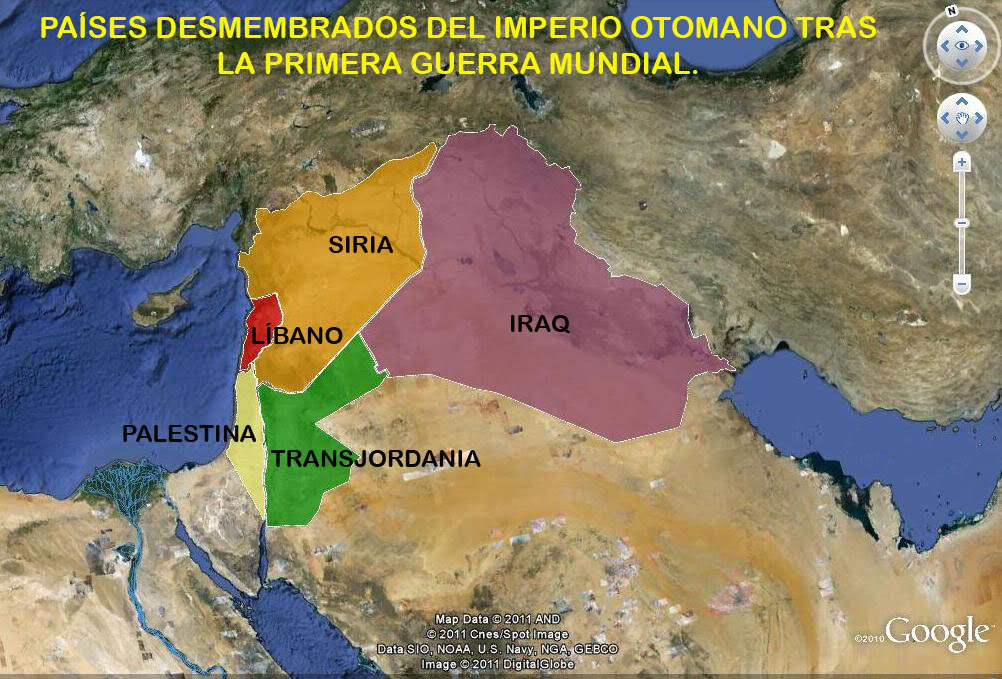 PAÍSES DESMEMBRADOS DEL IMPERIO OTOMANO TRAS
LA PRIMERA GUERRA MUNDIAL.
N
SIRIA
IRAQ
LÍBANO
PALESTINA
TRANSJORDANIA
Map Data © 2011 AND
© 2011 Cnes/Spot Image
Data SIO, NOAA, U.S. Navy, NGA, GEBCO
Image © 2011 DigitalGlobe
©2010 Google™